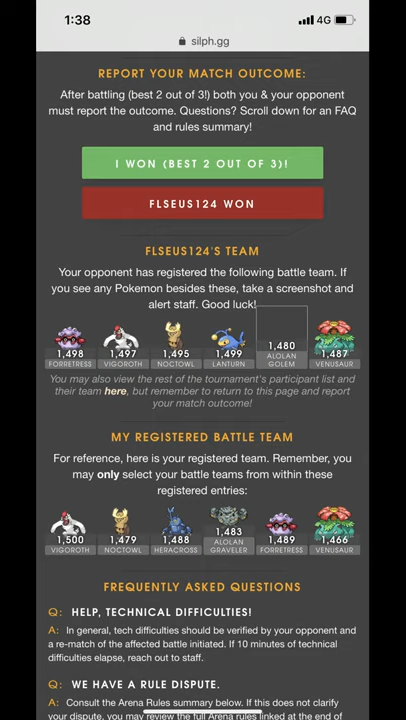 1:38
4G
silph.gg
REPORT YOUR MATCH OUTCOME:
After battling (best 2 out of 3!) both you & your opponent
must report the outcome. Questions? Scroll down for an FAQ
and rules summary!
I WON (BEST 2 OUT OF 3)!
FLSEUS124 WON
FLSEUS124'S TEAM
Your opponent has registered the following battle team. If
you see any Pokemon besides these, take a screenshot and
alert staff. Good luck!
1,498 1,497 1,495 1,499 1,480 1,487
FORRETRESS VIGOROTH NOCTOWL LANTURN ALOLAN GOLEM VENUSAUR
You may also view the rest of the tournament's participant list and
their team here, but remember to return to this page and report
your match outcome!
MY REGISTERED BATTLE TEAM
For reference, here is your registered team. Remember, you
may only select your battle teams from within these
registered entries:
1,500 1,479 1,488 1,483 1,489 1,466
VIGOROTH NOCTOWL HERACROSS ALOLAN GRAVELER FORRETRESS VENUSAUR
FREQUENTLY ASKED QUESTIONS
Q: HELP, TECHNICAL DIFFICULTIES!
A: In general, tech difficulties should be verified by your opponent and
a re-match of the affected battle initiated. If 10 minutes of technical
difficulties elapse, reach out to staff.
Q: WE HAVE A RULE DISPUTE.
A: Consult the Arena Rules summary below. If this does not clarify
your dispute, you may review the full Arena rules linked at the end of